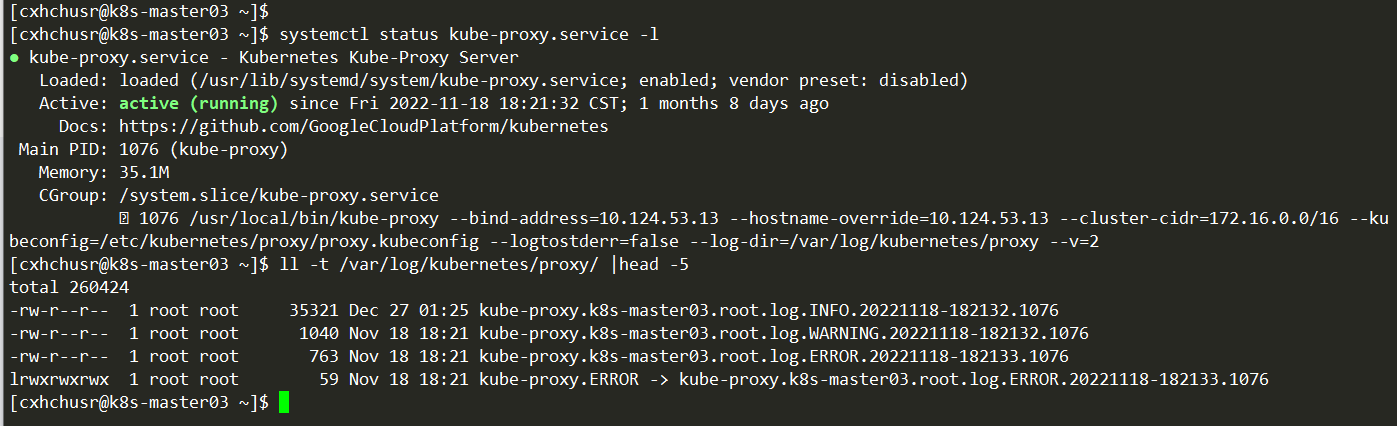 [cxhchusr@k8s-master03 ~]$
[cxhchusr@k8s-master03 ~]$ systemctl status kube-proxy.service -l
● kube-proxy.service - Kubernetes Kube-Proxy Server
   Loaded: loaded (/usr/lib/systemd/system/kube-proxy.service; enabled; vendor preset: disabled)
   Active: active (running) since Fri 2022-11-18 18:21:32 CST; 1 months 8 days ago
     Docs: https://github.com/GoogleCloudPlatform/kubernetes
 Main PID: 1076 (kube-proxy)
   Memory: 35.1M
   CGroup: /system.slice/kube-proxy.service
           1076 /usr/local/bin/kube-proxy --bind-address=10.124.53.13 --hostname-override=10.124.53.13 --cluster-cidr=172.16.0.0/16 --ku
beconfig=/etc/kubernetes/proxy/proxy.kubeconfig --logtostderr=false --log-dir=/var/log/kubernetes/proxy --v=2
[cxhchusr@k8s-master03 ~]$ ll -t /var/log/kubernetes/proxy/ |head -5
total 260424
-rw-r--r--  1 root root     35321 Dec 27 01:25 kube-proxy.k8s-master03.root.log.INFO.20221118-182132.1076
-rw-r--r--  1 root root      1040 Nov 18 18:21 kube-proxy.k8s-master03.root.log.WARNING.20221118-182132.1076
-rw-r--r--  1 root root       763 Nov 18 18:21 kube-proxy.k8s-master03.root.log.ERROR.20221118-182133.1076
lrwxrwxrwx  1 root root        59 Nov 18 18:21 kube-proxy.ERROR -> kube-proxy.k8s-master03.root.log.ERROR.20221118-182133.1076
[cxhchusr@k8s-master03 ~]$